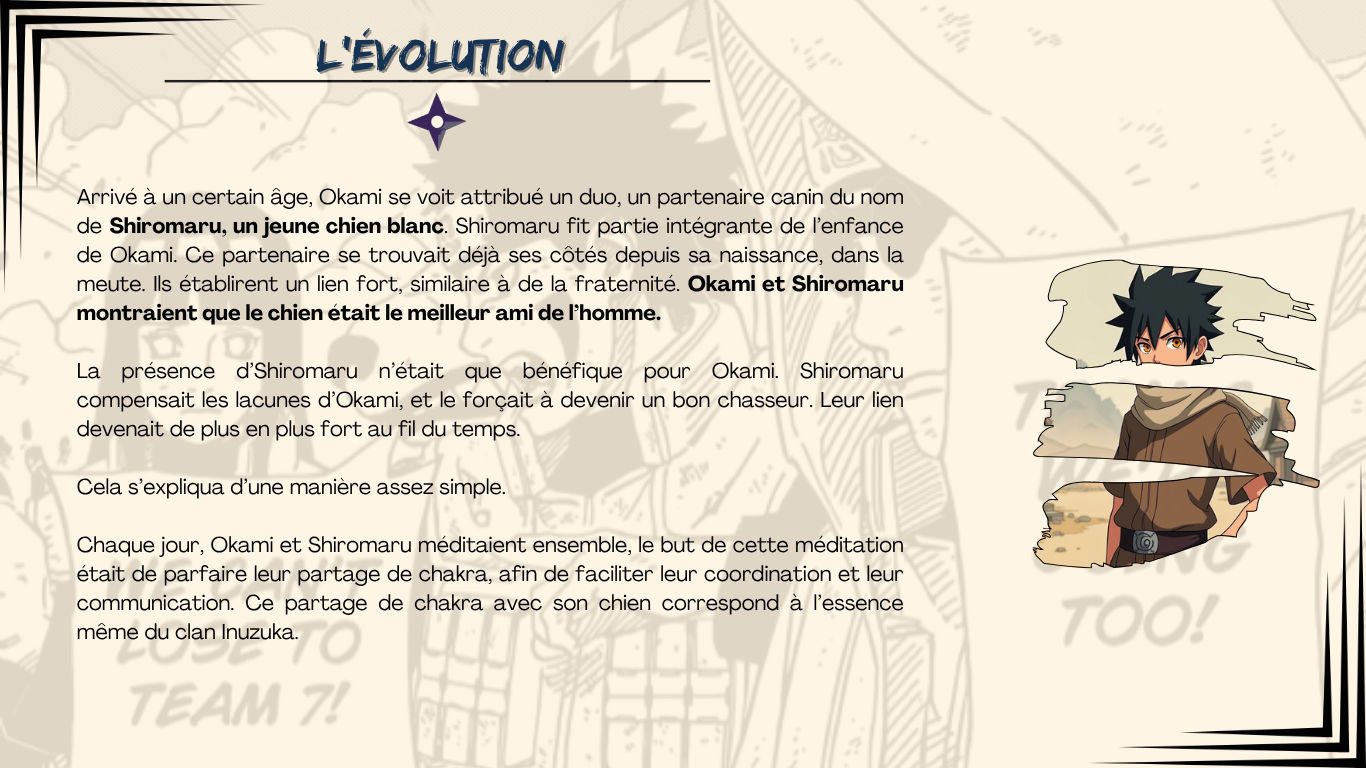 L'ÉVOLUTION
Arrivé à un certain âge, Okami se voit attribué un duo, un partenaire canin du nom
de Shiromaru, un jeune chien blanc. Shiromaru fit partie intégrante de l'enfance
de Okami. Ce partenaire se trouvait déjà ses côtés depuis sa naissance, dans la
meute. Ils établirent un lien fort, similaire à de la fraternité. Okami et Shiromaru
montraient que le chien était le meilleur ami de l'homme.
La présence d'Shiromaru n'était que bénéfique pour Okami. Shiromaru
compensait les lacunes d'Okami, et le forçait à devenir un bon chasseur. Leur lien
devenait de plus en plus fort au fil du temps.
Cela s'expliqua d'une manière assez simple.
Chaque jour, Okami et Shiromaru méditaient ensemble, le but de cette méditation
était de parfaire leur partage de chakra, afin de faciliter leur coordination et leur
communication. Ce partage de chakra avec son chien correspond à l'essence
même du clan Inuzuka.
WE CAN'T
LOSE TO
TEAM 7!
GOING
TOO!